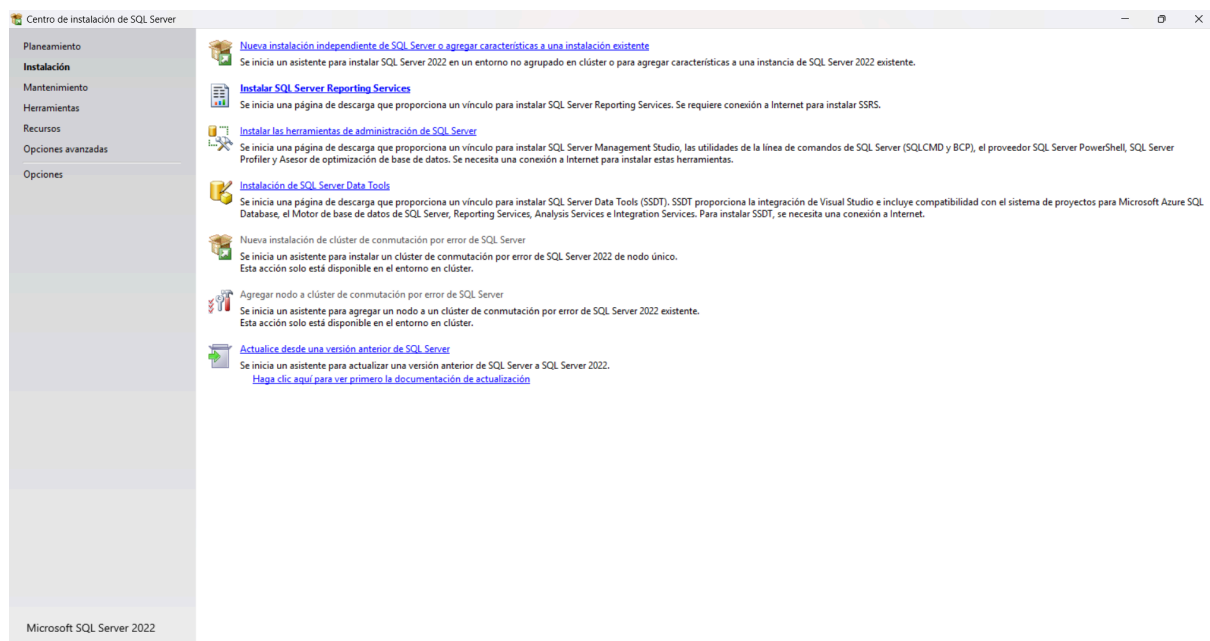 Centro de instalación de SQL Server
Planeamiento
Instalación
Mantenimiento
Herramientas
Recursos
Opciones avanzadas
Opciones
Nueva instalación independiente de SQL Server o agregar características a una instalación existente
Se inicia un asistente para instalar SQL Server 2022 en un entorno no agrupado en clúster o para agregar características a una instancia de SQL Server 2022 existente.
Instalar SQL Server Reporting Services
Se inicia una página de descarga que proporciona un vínculo para instalar SQL Server Reporting Services. Se requiere conexión a Internet para instalar SSRS.
Instalar las herramientas de administración de SQL Server
Se inicia una página de descarga que proporciona un vínculo para instalar SQL Server Management Studio, las utilidades de la línea de comandos de SQL Server (SQLCMD y BCP), el proveedor SQL Server PowerShell, SQL Server
Profiler y Asesor de optimización de base de datos. Se necesita una conexión a Internet para instalar estas herramientas.
Instalación de SQL Server Data Tools
Se inicia una página de descarga que proporciona un vínculo para instalar SQL Server Data Tools (SSDT). SSDT proporciona la integración de Visual Studio e incluye compatibilidad con el sistema de proyectos para Microsoft Azure SQL
Database, el Motor de base de datos de SQL Server, Reporting Services, Analysis Services e Integration Services. Para instalar SSDT, se necesita una conexión a Internet.
Nueva instalación de clúster de conmutación por error de SQL Server
Se inicia un asistente para instalar un clúster de conmutación por error de SQL Server 2022 de nodo único.
Esta acción solo está disponible en el entorno en clúster.
Agregar nodo a clúster de conmutación por error de SQL Server
Se inicia un asistente para agregar un nodo a un clúster de conmutación por error de SQL Server 2022 existente.
Esta acción solo está disponible en el entorno en clúster.
Actualice desde una versión anterior de SQL Server
Se inicia un asistente para actualizar una versión anterior de SQL Server a SQL Server 2022.
Haga clic aquí para ver primero la documentación de actualización
Microsoft SQL Server 2022